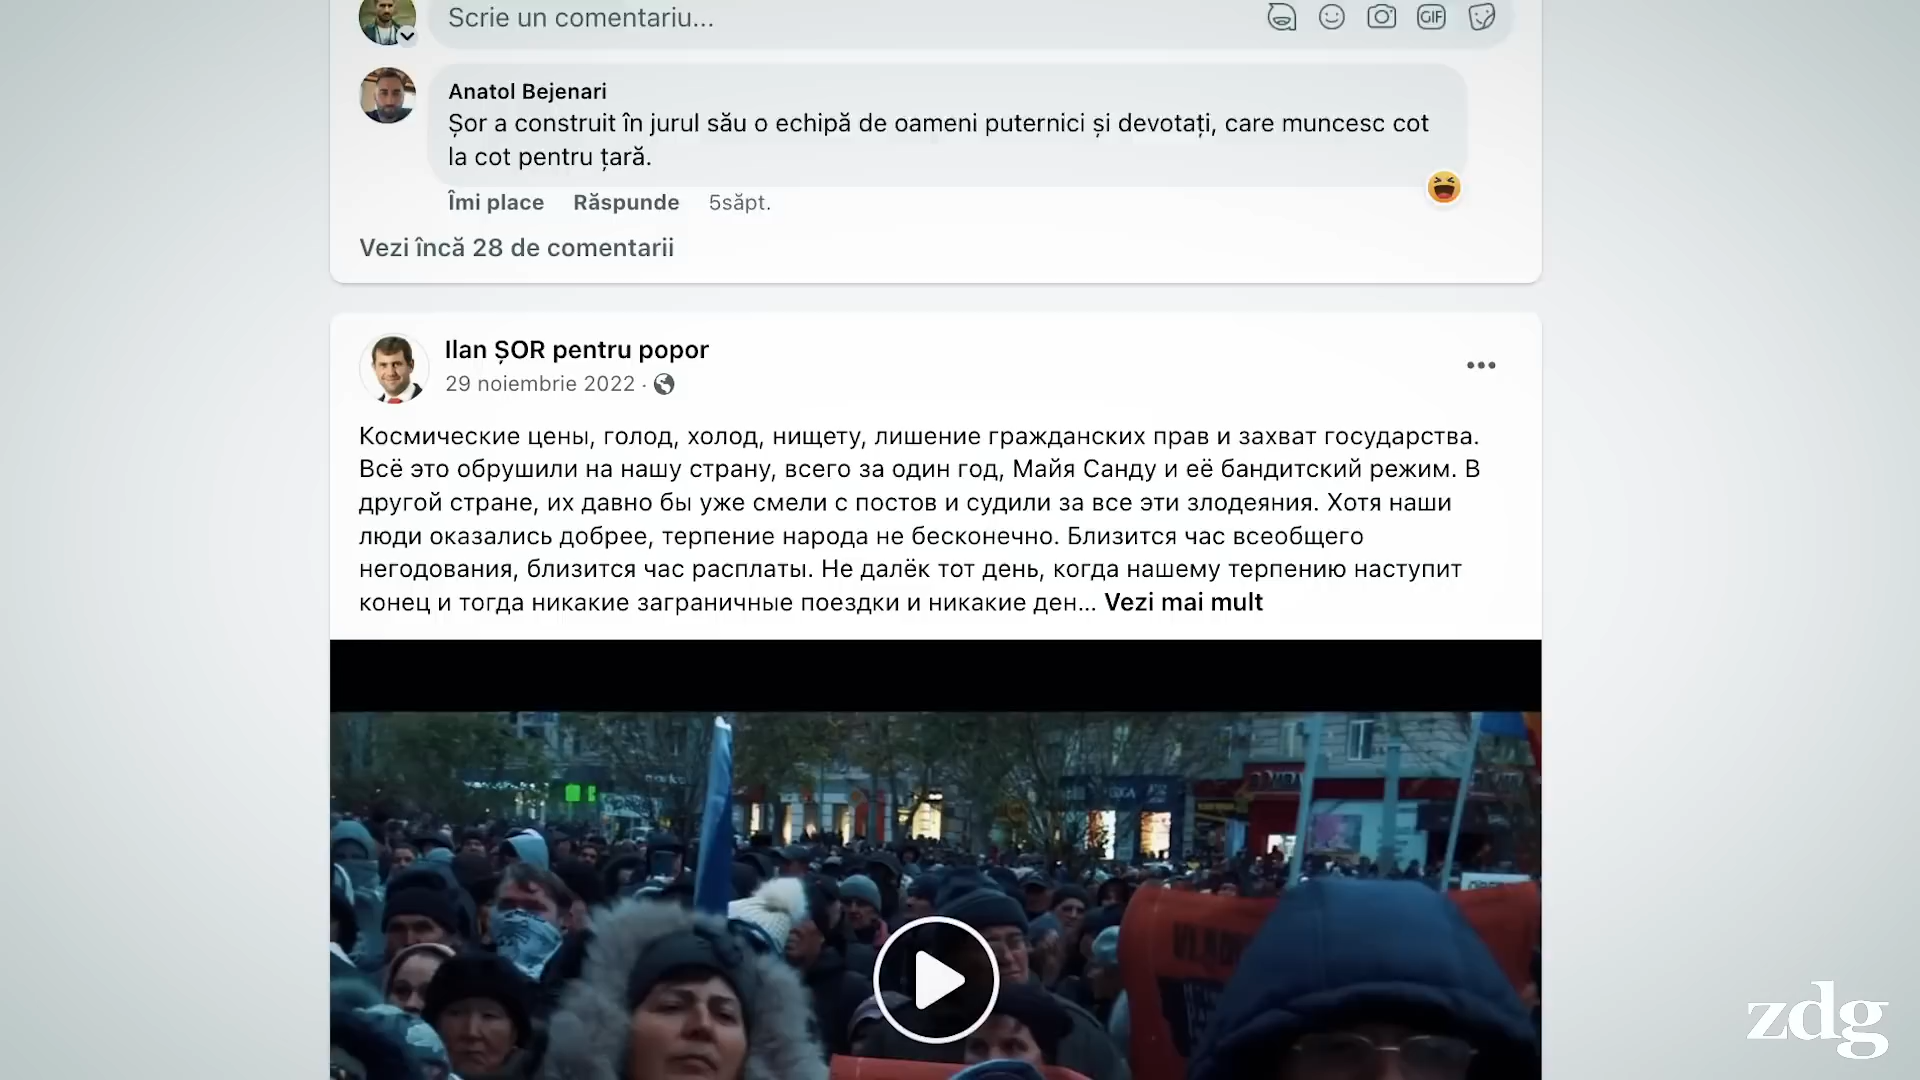 Scrie un comentariu...
GIF
Anatol Bejenari
Șor a construit în jurul său o echipă de oameni puternici și devotați, care muncesc cot
la cot pentru țară.
Îmi place Răspunde 5săpt.
Vezi încă 28 de comentarii
Ilan ȘOR pentru popor
29 noiembrie 2022 ·
Космические цены, голод, холод, нищету, лишение гражданских прав и захват государства.
Всё это обрушили на нашу страну, всего за один год, Майя Санду и её бандитский режим. В
другой стране, их давно бы уже смели с постов и судили за все эти злодеяния. Хотя наши
люди оказались добрее, терпение народа не бесконечно. Близится час всеобщего
негодования, близится час расплаты. Не далёк тот день, когда нашему терпению наступит
конец и тогда никакие заграничные поездки и никакие ден... Vezi mai mult
zdg